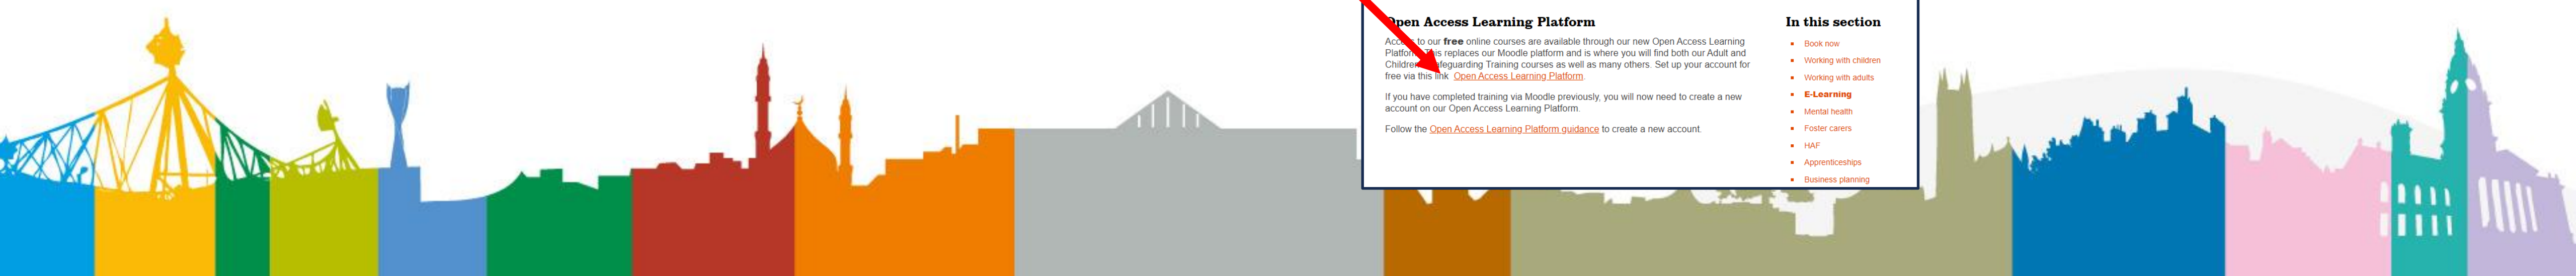 Open Access Learning Platform
Access to our free online courses are available through our new Open Access Learning
Platform. This replaces our Moodle platform and is where you will find both our Adult and
Children Safeguarding Training courses as well as many others. Set up your account for
free via this link Open Access Learning Platform.
If you have completed training via Moodle previously, you will now need to create a new
account on our Open Access Learning Platform.
Follow the Open Access Learning Platform guidance to create a new account.
In this section
Book now
Working with children
Working with adults
E-Learning
Mental health
Foster carers
HAF
Apprenticeships
Business planning